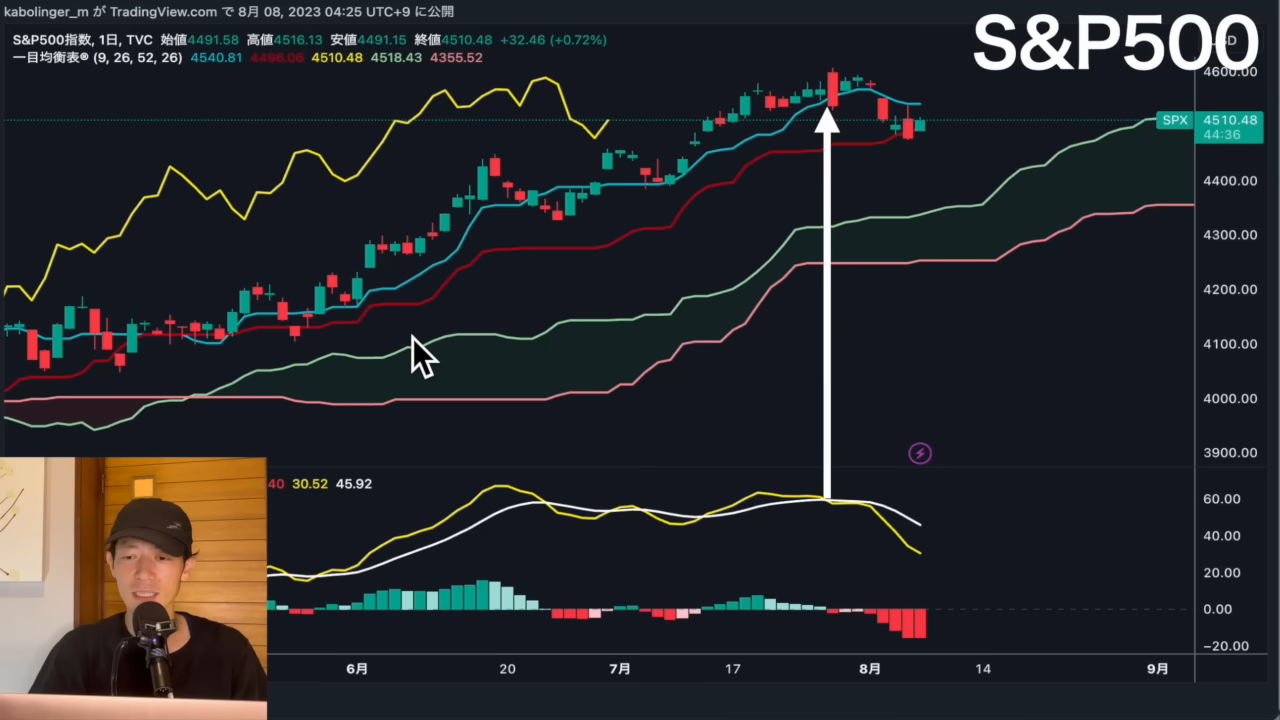 kabolinger_m が TradingView.com で 8月 08, 2023 04:25 UTC+9 に公開
S&P500
S&P500指数, 1日, TVC 始値4491.58 高値4516.13 安値4491.15 終値4510.48 +32.46 (+0.72%)
一目均衡表® (9, 26, 52, 26) 4540.81 4496.06 4510.48 4518.43 4355.52
4600.00
SPX 4510.48
44:36
4400.00
4300.00
4200.00
4100.00
4000.00
3900.00
40 30.52 45.92
60.00
40.00
20.00
0.00
−20.00
6月 20 7月 17 8月 14 9月